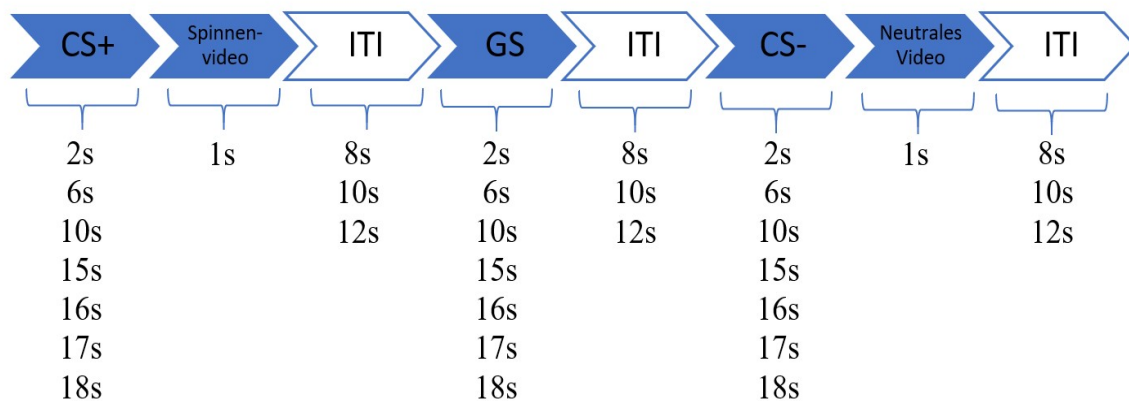 CS+
Spinnen-
video
ITI
GS
ITI
CS-
Neutrales
Video
ITI
2s 1s 8s 2s 8s 2s 1s 8s
6s 10s 6s 10s 6s 10s
10s 12s 10s 12s 10s 12s
15s 15s 15s
16s 16s 16s
17s 17s 17s
18s 18s 18s